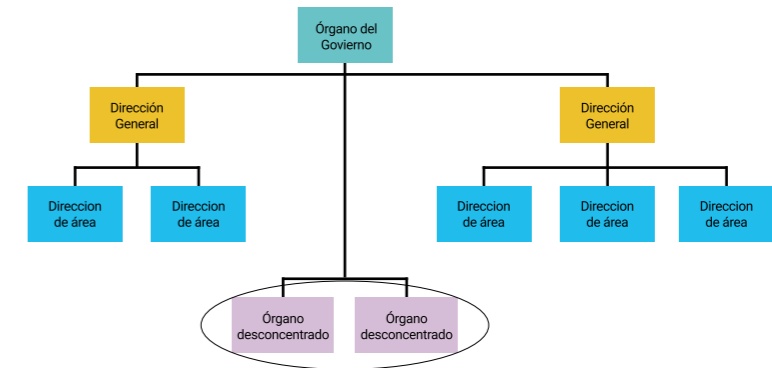 Órgano del
Govierno
Dirección
General
Dirección
General
Direccion
de área
Direccion
de área
Direccion
de área
Direccion
de área
Direccion
de área
Órgano
desconcentrado
Órgano
desconcentrado